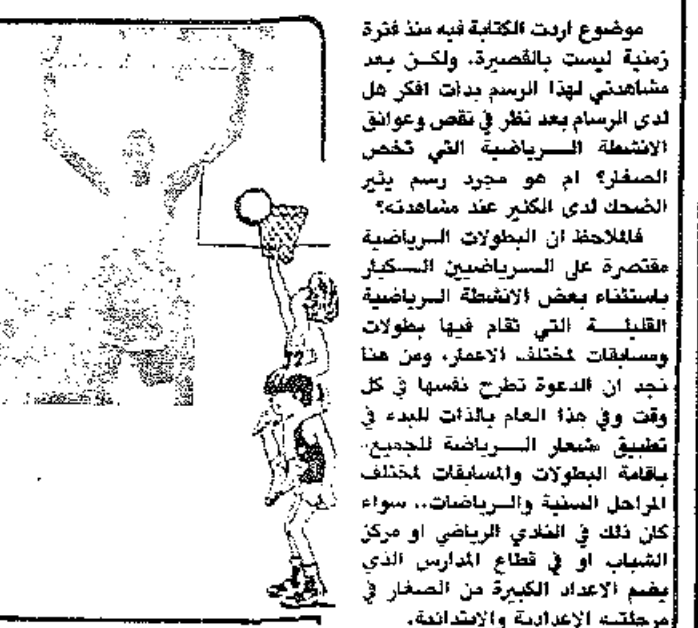 موضوع اردت الكتابة فيه منذ فترة
زمنية ليست بالقصيرة. ولكن بعد
مشاهدتي لهذا الرسم بدأت افكر هل
لدى الرسام بعد نظر في نقص وعوائق
الانشطة الرياضية التي تخص
الصغار؟ ام هو مجرد رسم يثير
الضحك لدى الكثير عند مشاهدته؟
فالملاحظ ان البطولات الرياضية
مقتصرة على الرياضيين الكبار
باستثناء بعض الانشطة الرياضية
القليلة التي تقام فيها بطولات
ومسابقات لمختلف الاعمار، ومن هنا
نجد ان الدعوة تطرح نفسها في كل
وقت وفي هذا العام بالذات للبدء في
تطبيق شعار الرياضة للجميع..
باقامة البطولات والمسابقات لمختلف
المراحل السنية والرياضات.. سواء
كان ذلك في النادي الرياضي او مركز
الشباب او في قطاع المدارس الذي
يضم الاعداد الكبيرة من الصغار في
مرحلتيه الاعدادية والابتدائية.